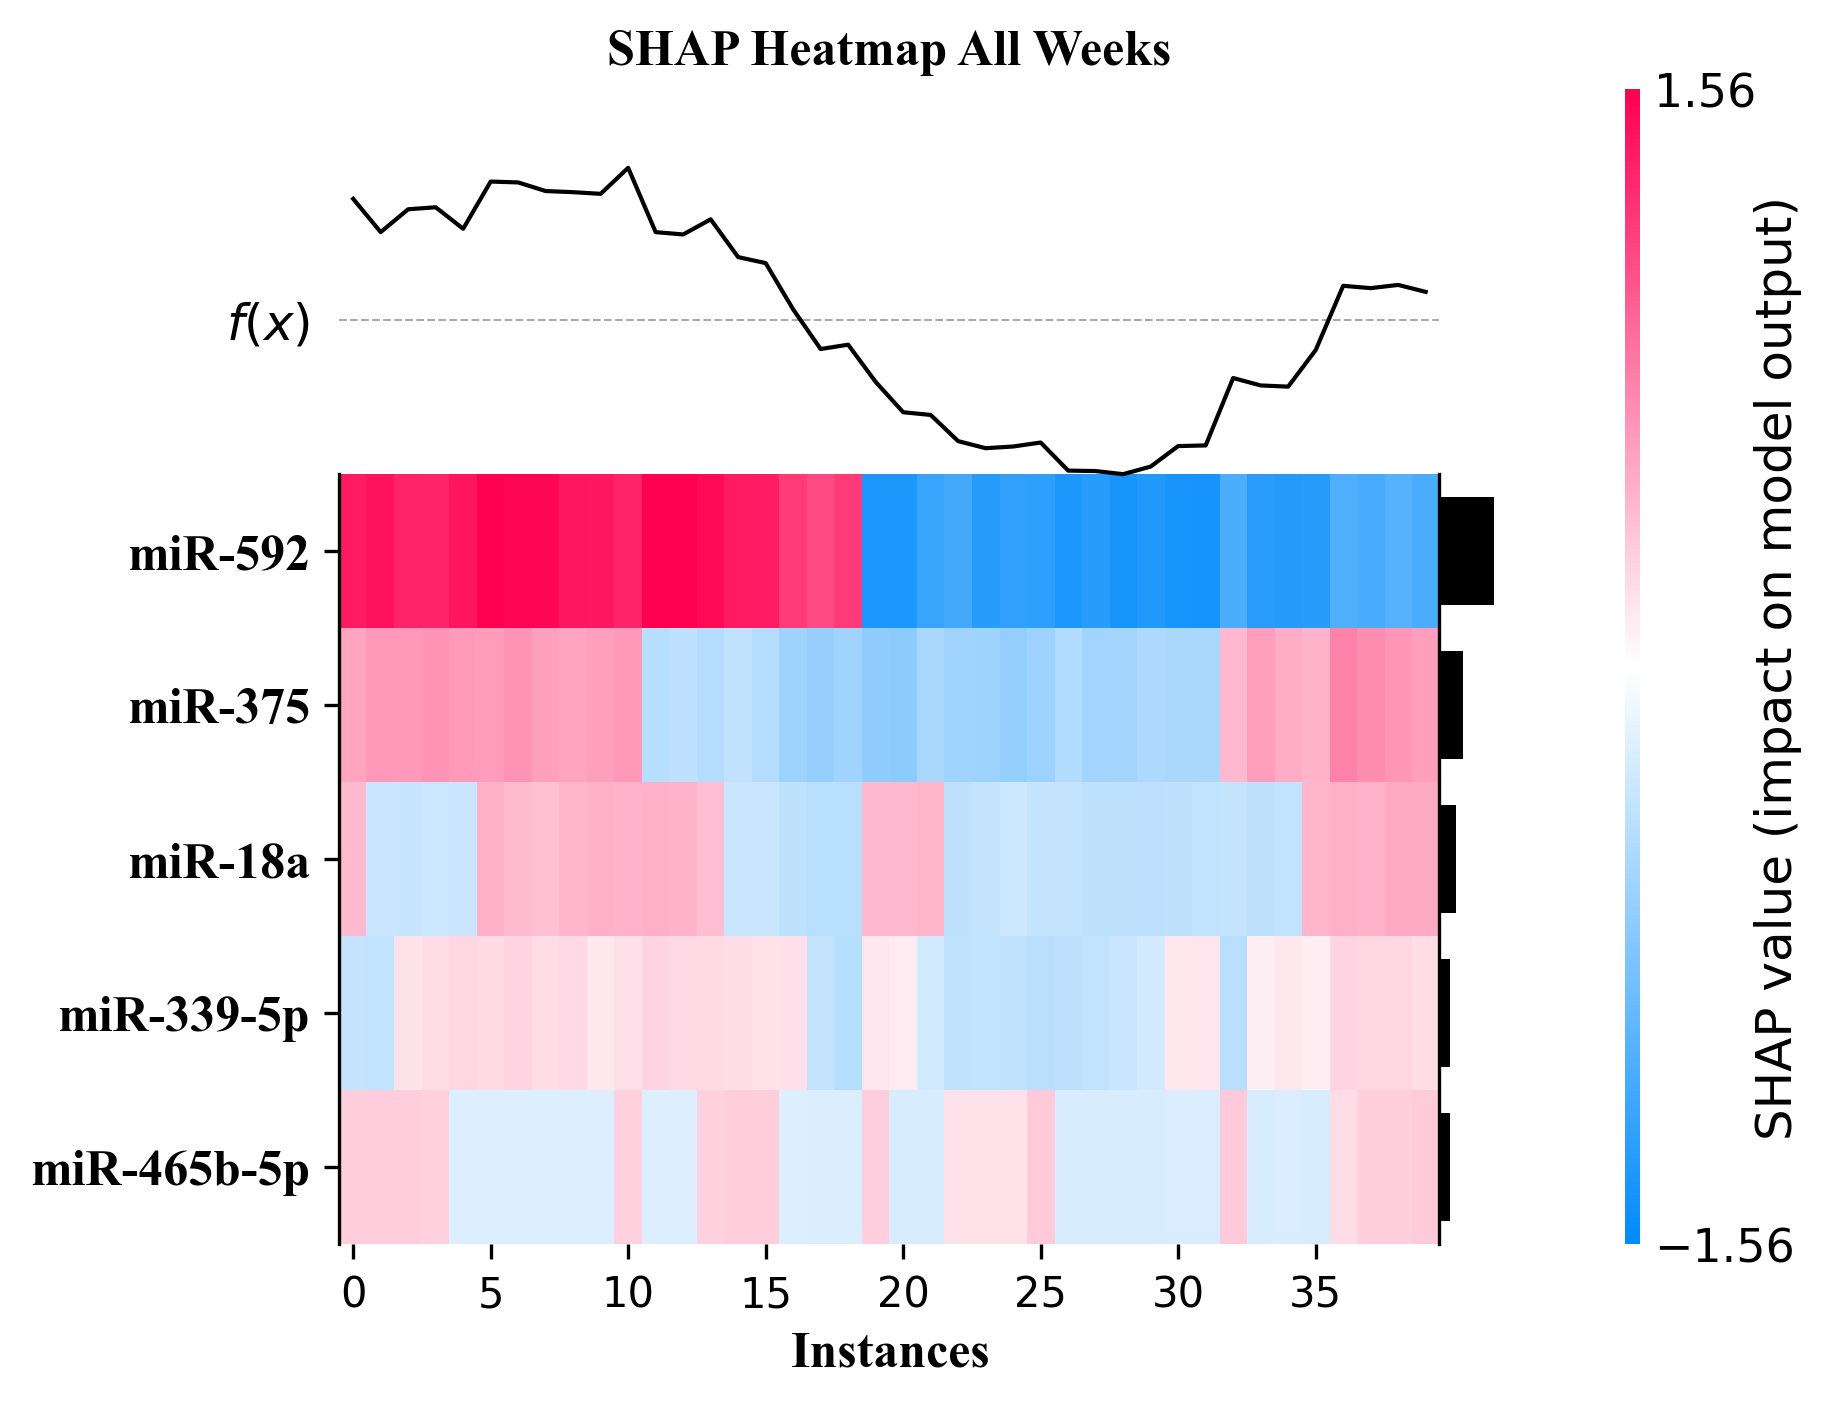 SHAP Heatmap All Weeks
1.56
f(x)
miR-592
miR-375
miR-18a
miR-339-5p
miR-465b-5p
0 5 10 15 20 25 30 35
Instances
−1.56
SHAP value (impact on model output)